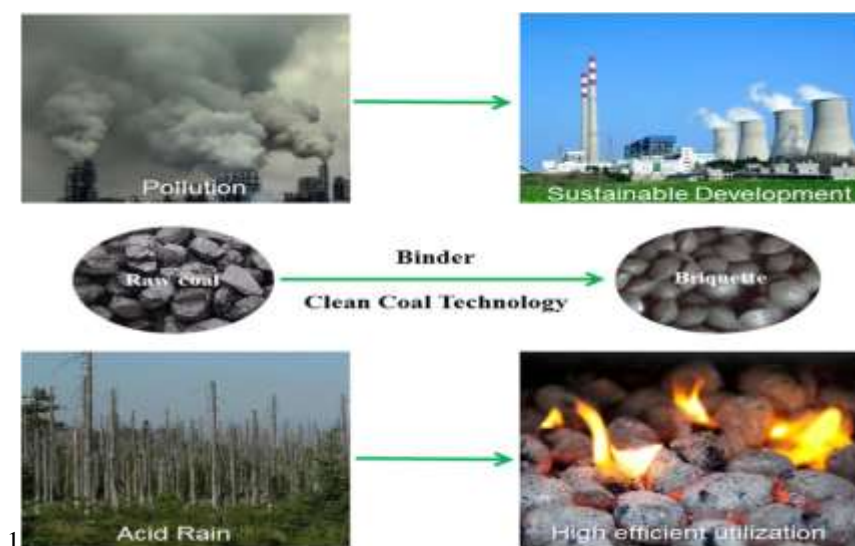 Pollution
Sustainable Development
Binder
Raw coal
Briquette
Clean Coal Technology
Acid Rain
High efficient utilization
1